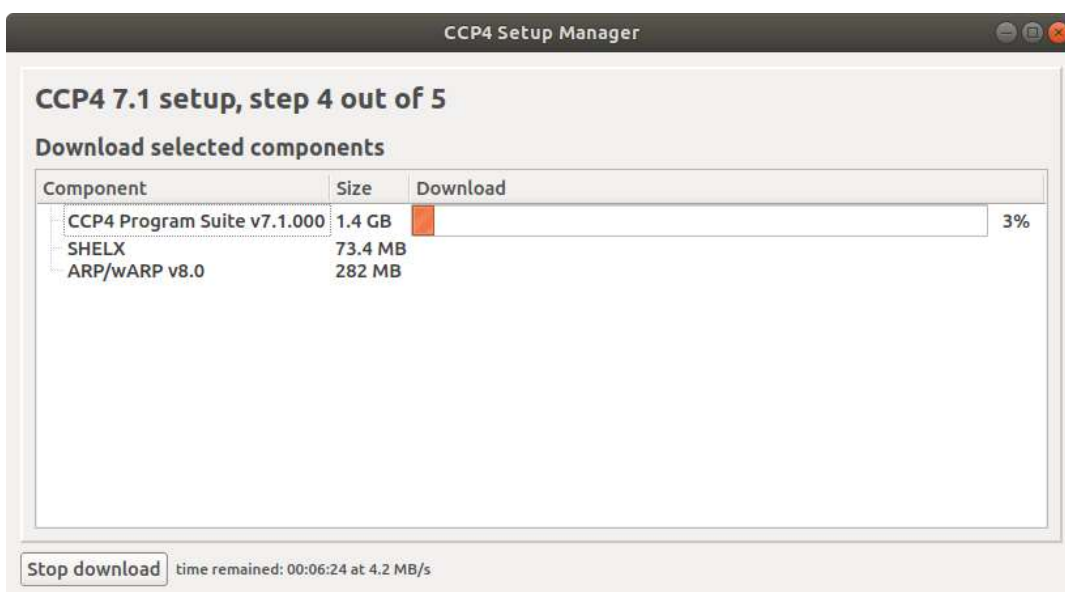 CCP4 Setup Manager
CCP4 7.1 setup, step 4 out of 5
Download selected components
Component Size Download
CCP4 Program Suite v7.1.000 1.4 GB 3%
SHELX 73.4 MB
ARP/wARP v8.0 282 MB
Stop download time remained: 00:06:24 at 4.2 MB/s